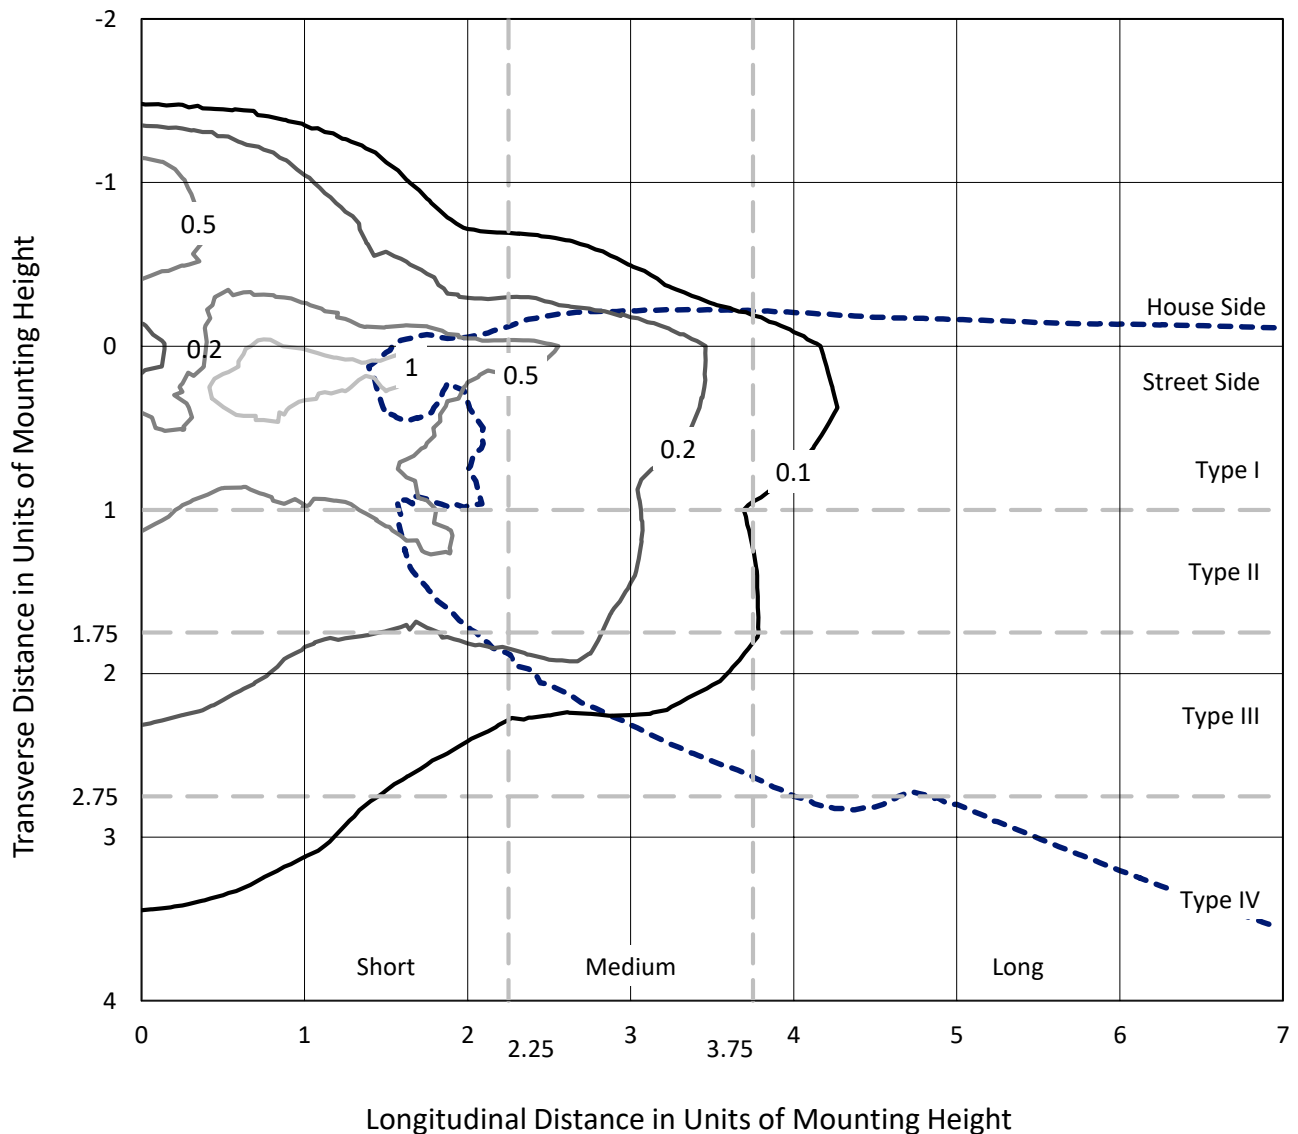 -2
-1
0
1
1.75
2
2.75
3
4
Transverse Distance in Units of Mounting Height
0.5
0.2
1
0.5
0.2
0.1
House Side
Street Side
Type I
Type II
Type III
Type IV
Short Medium Long
0 1 2 3 4 5 6 7
2.25 3.75
Longitudinal Distance in Units of Mounting Height